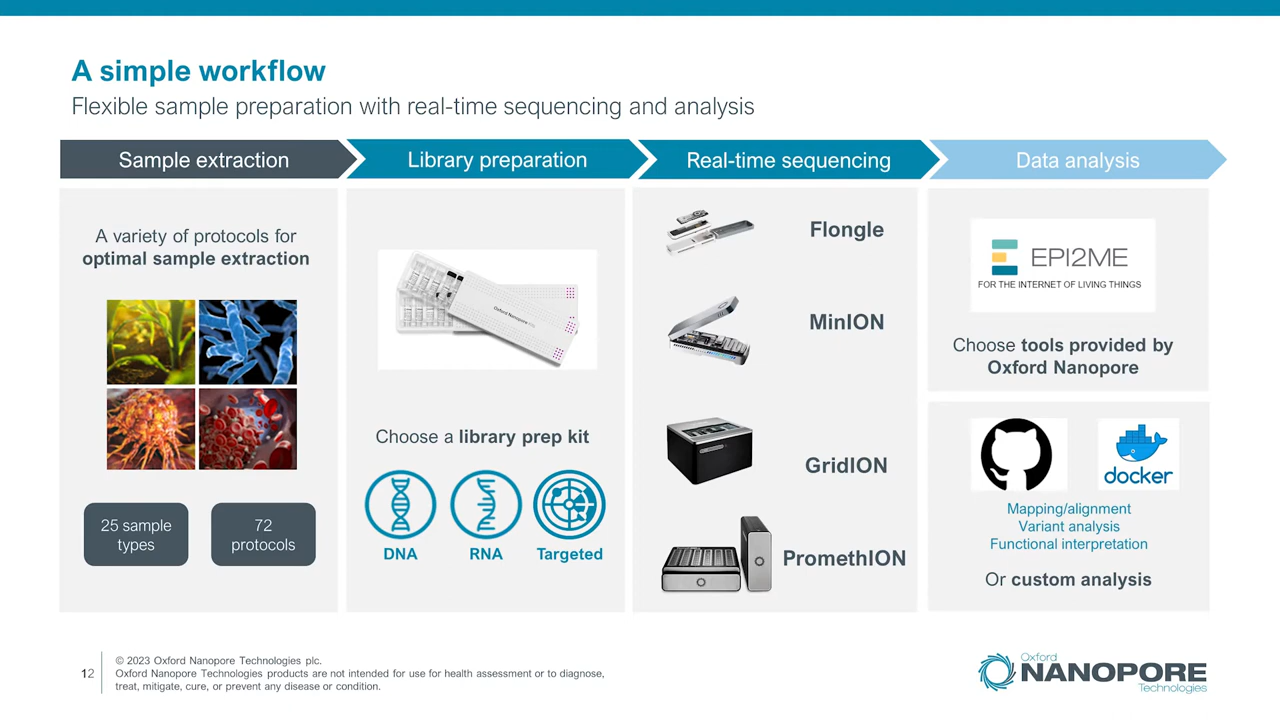 A simple workflow
Flexible sample preparation with real-time sequencing and analysis
Sample extraction
Library preparation
Real-time sequencing
Data analysis
A variety of protocols for
optimal sample extraction
25 sample
types
72
protocols
Oxford Nanopore
Choose a library prep kit
DNA
RNA
Targeted
Flongle
MinION
GridION
PromethION
EPI2ME
FOR THE INTERNET OF LIVING THINGS
Choose tools provided by
Oxford Nanopore
docker
Mapping/alignment
Variant analysis
Functional interpretation
Or custom analysis
12
© 2023 Oxford Nanopore Technologies plc.
Oxford Nanopore Technologies products are not intended for use for health assessment or to diagnose,
treat, mitigate, cure, or prevent any disease or condition.
Oxford
NANOPORE
Technologies